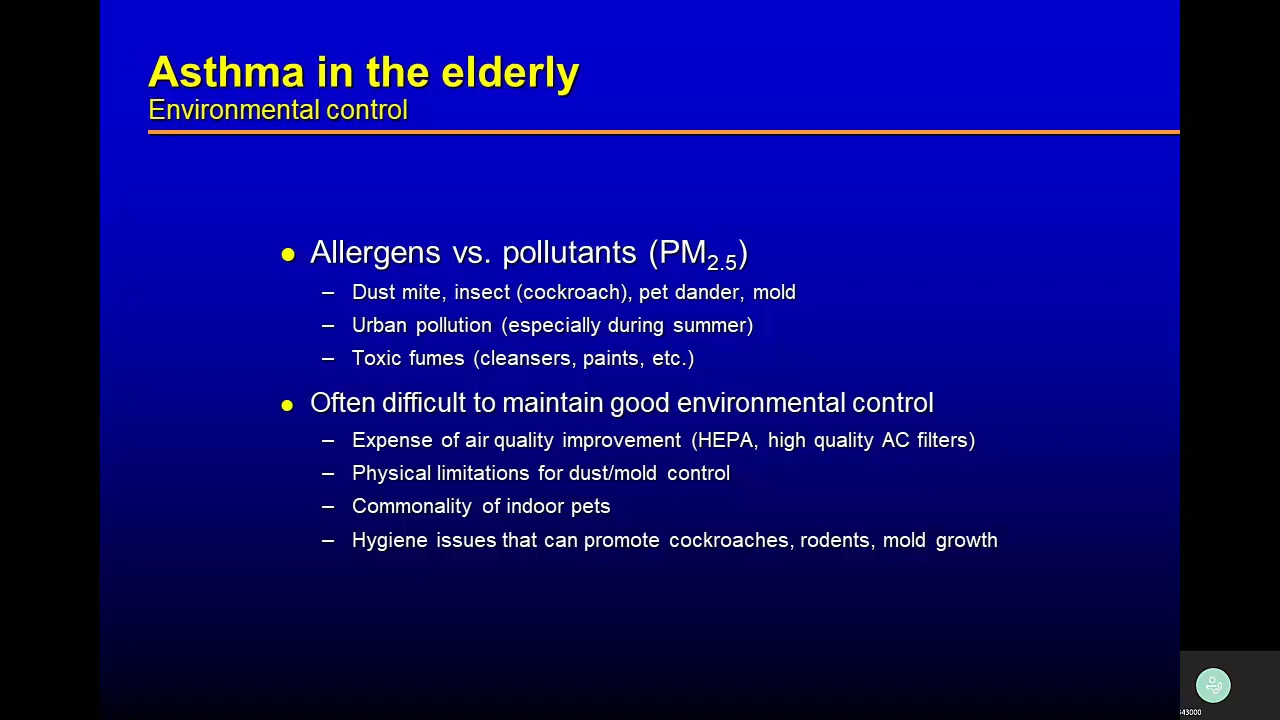 Asthma in the elderly
Environmental control
● Allergens vs. pollutants (PM2.5)
– Dust mite, insect (cockroach), pet dander, mold
– Urban pollution (especially during summer)
– Toxic fumes (cleansers, paints, etc.)
● Often difficult to maintain good environmental control
– Expense of air quality improvement (HEPA, high quality AC filters)
– Physical limitations for dust/mold control
– Commonality of indoor pets
– Hygiene issues that can promote cockroaches, rodents, mold growth